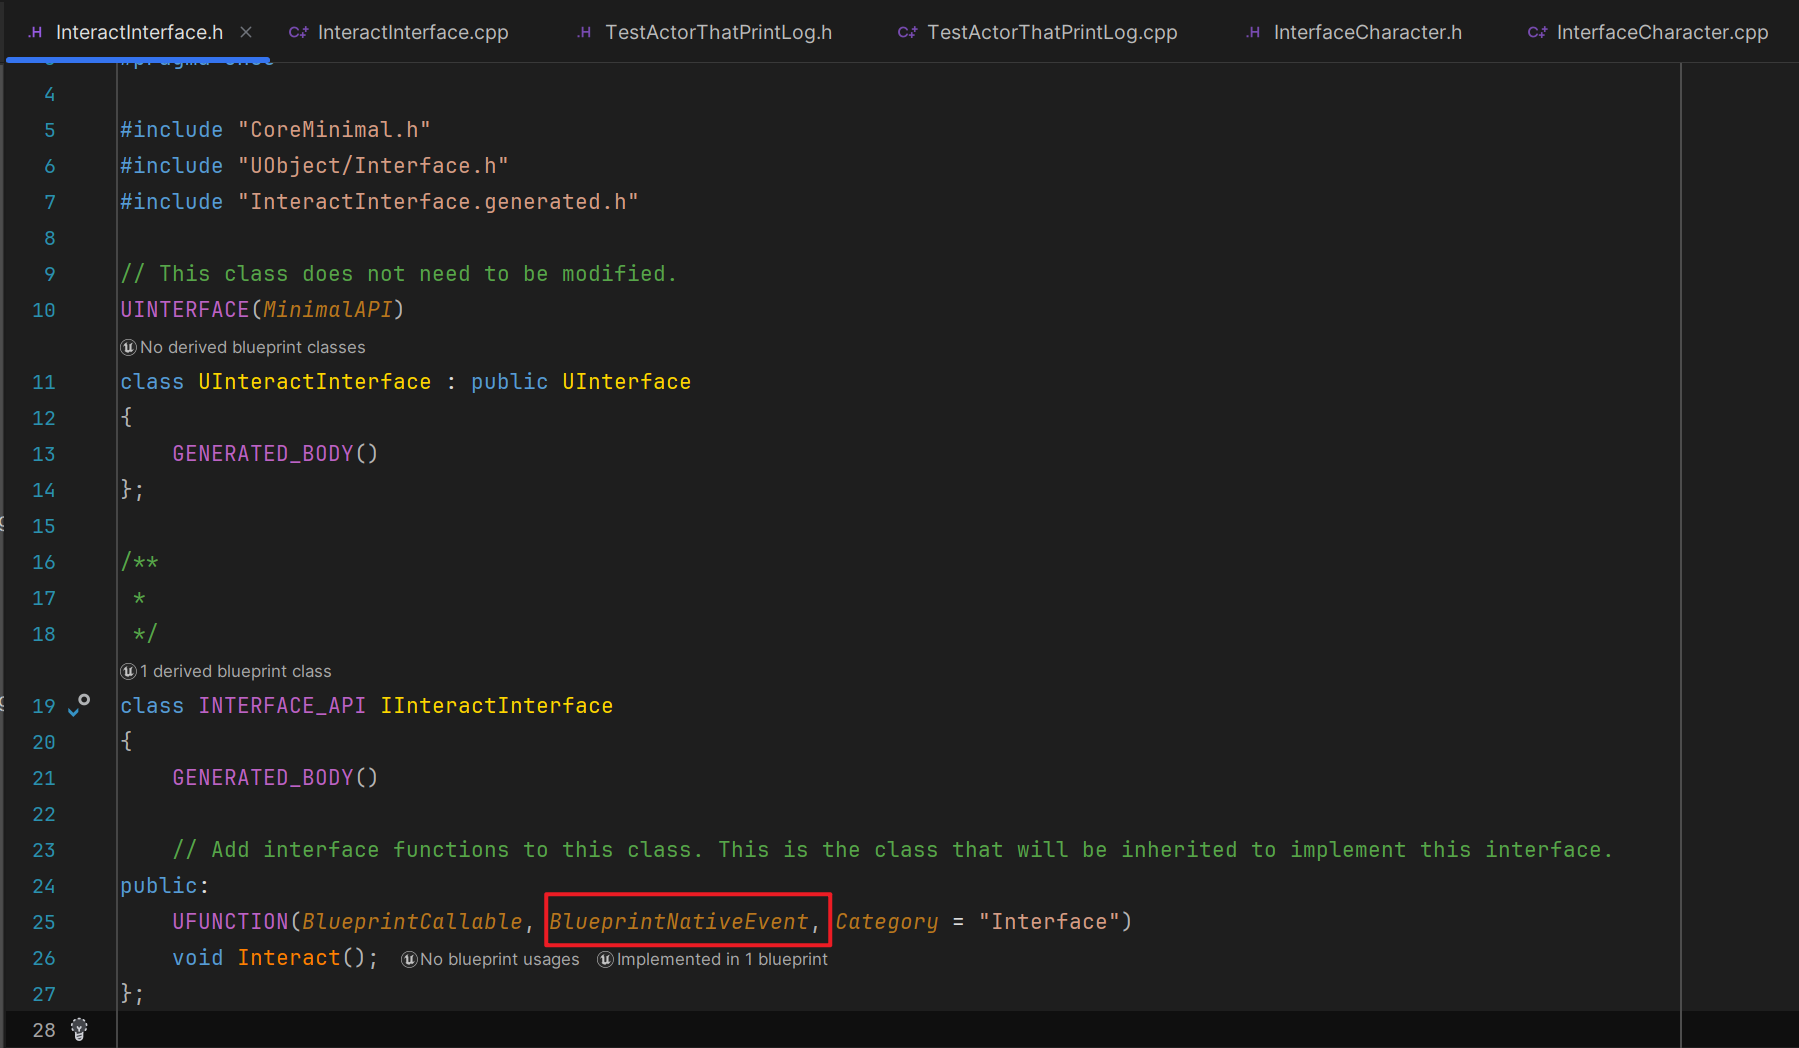 .H InteractInterface.h × C++ InteractInterface.cpp .H TestActorThatPrintLog.h C++ TestActorThatPrintLog.cpp .H InterfaceCharacter.h C++ InterfaceCharacter.cpp
4
5 #include "CoreMinimal.h"
6 #include "UObject/Interface.h"
7 #include "InteractInterface.generated.h"
8
9 // This class does not need to be modified.
10 UINTERFACE(MinimalAPI)
No derived blueprint classes
11 class UInteractInterface : public UInterface
12 {
13 GENERATED_BODY()
14 };
15
16 /**
17 *
18 */
1 derived blueprint class
19 class INTERFACE_API IInteractInterface
20 {
21 GENERATED_BODY()
22
23 // Add interface functions to this class. This is the class that will be inherited to implement this interface.
24 public:
25 UFUNCTION(BlueprintCallable, BlueprintNativeEvent, Category = "Interface")
26 void Interact(); No blueprint usages Implemented in 1 blueprint
27 };
28